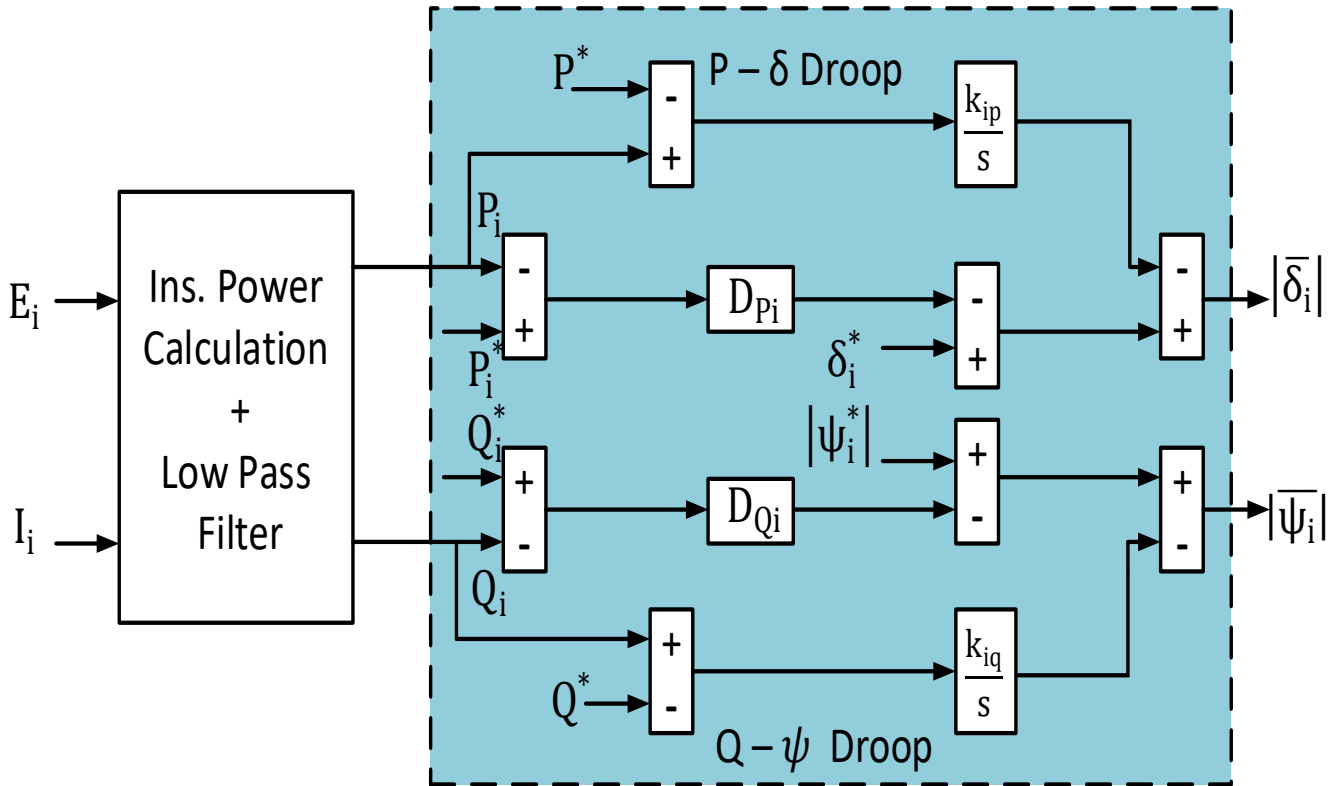 P* - P – δ Droop k_ip
+ s
P_i
Ins. Power - - -
E_i Calculation + D_Pi + |δ̅_i|
+ P_i* δ_i*
Low Pass Q_i* |ψ_i*| + +
Filter + D_Qi - - |ψ̅_i|
I_i -
Q_i
+ k_iq
Q* - s
Q – ψ Droop